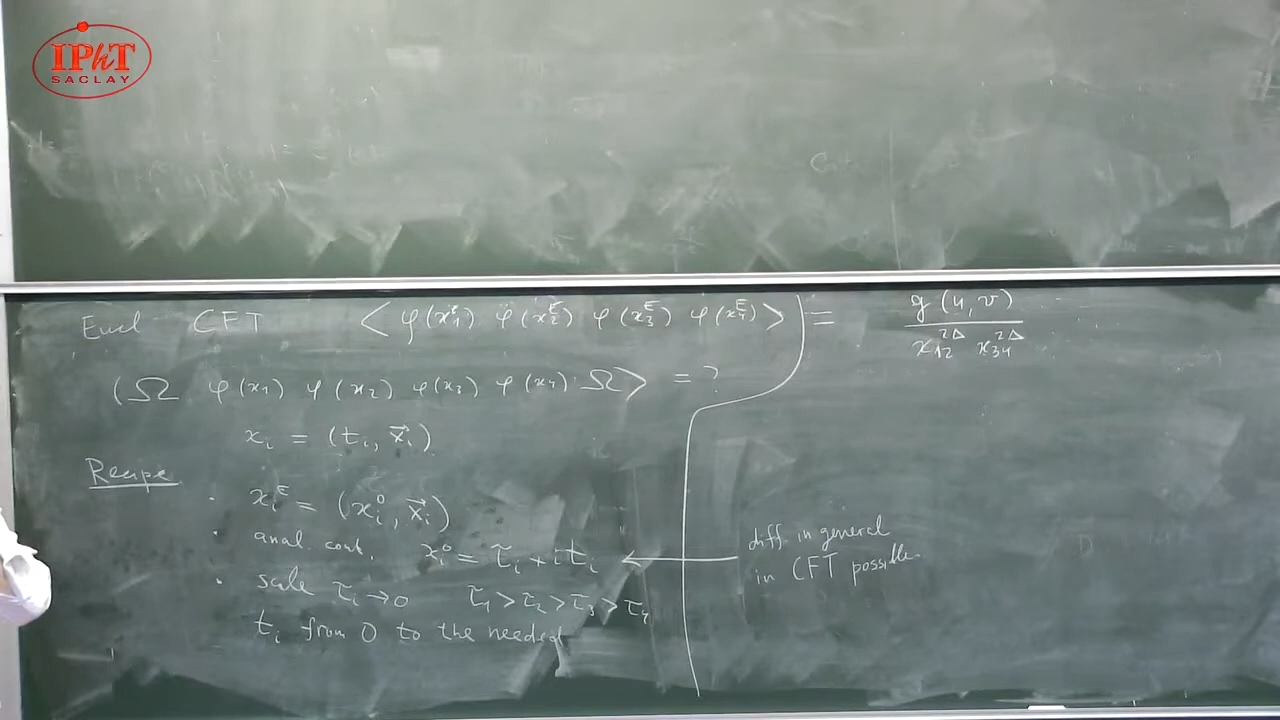 IPhT
SACLAY
Eucl CFT < φ(x₁ᴱ) φ(x₂ᴱ) φ(x₃ᴱ) φ(x₄ᴱ) > = g(u,v) / x₁₂^{2Δ} x₃₄^{2Δ}
(Ω φ(x₁) φ(x₂) φ(x₃) φ(x₄) Ω> = ?
xᵢ = (tᵢ, x⃗ᵢ)
Recipe
· xᵢᴱ = (xᵢ⁰, x⃗ᵢ)
· anal. cont. xᵢ⁰ = τᵢ + i tᵢ ← diff. in general in CFT possible
· scale τᵢ → 0 τ₁ > τ₂ > τ₃ > τ₄
tᵢ from 0 to the needed